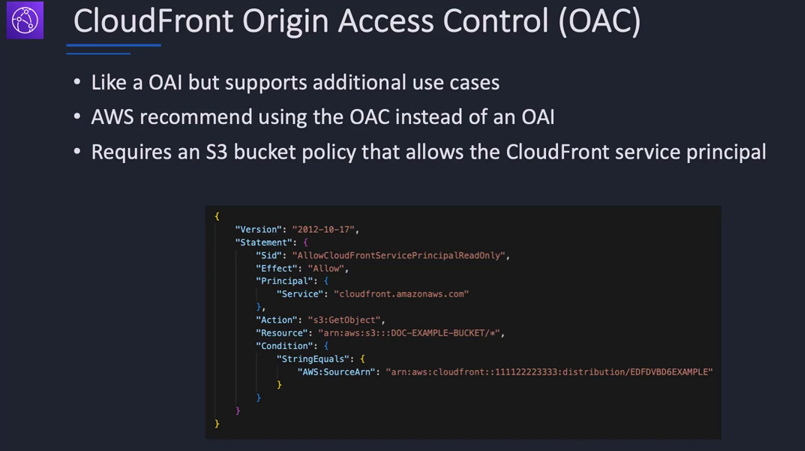 CloudFront Origin Access Control (OAC)
• Like a OAI but supports additional use cases
• AWS recommend using the OAC instead of an OAI
• Requires an S3 bucket policy that allows the CloudFront service principal
{
    "Version": "2012-10-17",
    "Statement": {
        "Sid": "AllowCloudFrontServicePrincipalReadOnly",
        "Effect": "Allow",
        "Principal": {
            "Service": "cloudfront.amazonaws.com"
        },
        "Action": "s3:GetObject",
        "Resource": "arn:aws:s3:::DOC-EXAMPLE-BUCKET/*",
        "Condition": {
            "StringEquals": {
                "AWS:SourceArn": "arn:aws:cloudfront::111122223333:distribution/EDFDVBD6EXAMPLE"
            }
        }
    }
}